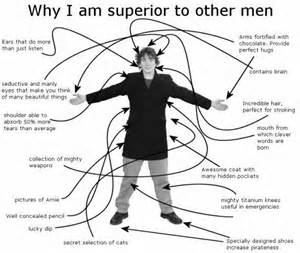 Why I am superior to other men
Ears that do more
than just listen
Arms fortified with
chocolate. Provide
perfect hugs
contains brain
seductive and manly
eyes that make you think
of many beautiful things
Incredible hair,
perfect for stroking
shoulder able to
absorb 50% more
tears than average
mouth from
which clever
words are
born
collection of mighty
weapons
Awesome coat with
many hidden pockets
pictures of Arnie
mighty titanium knees
useful in emergencies
Well concealed pencil
lucky dip
secret selection of cats
Specially designed shoes
increase pirateness